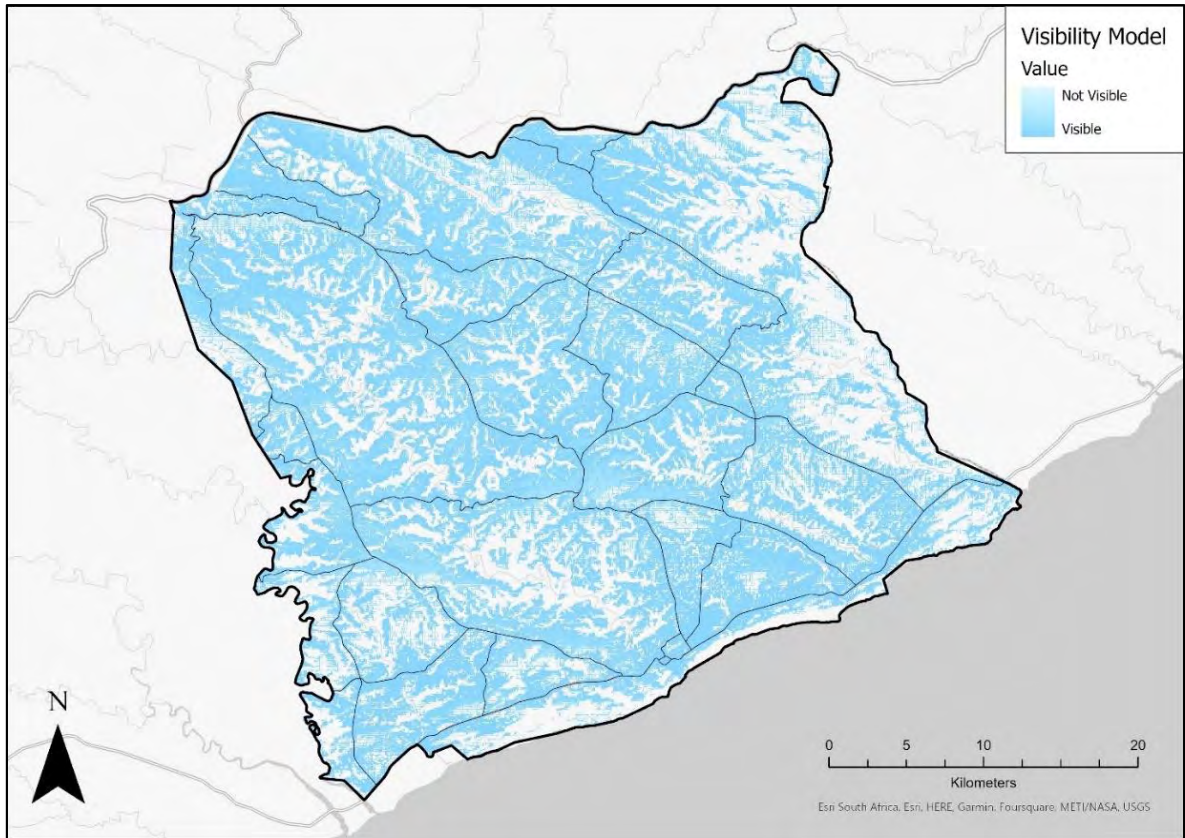 Visibility Model
Value
Not Visible
Visible
N
0 5 10 20
Kilometers
Esri South Africa, Esri, HERE, Garmin, Foursquare, METI/NASA, USGS